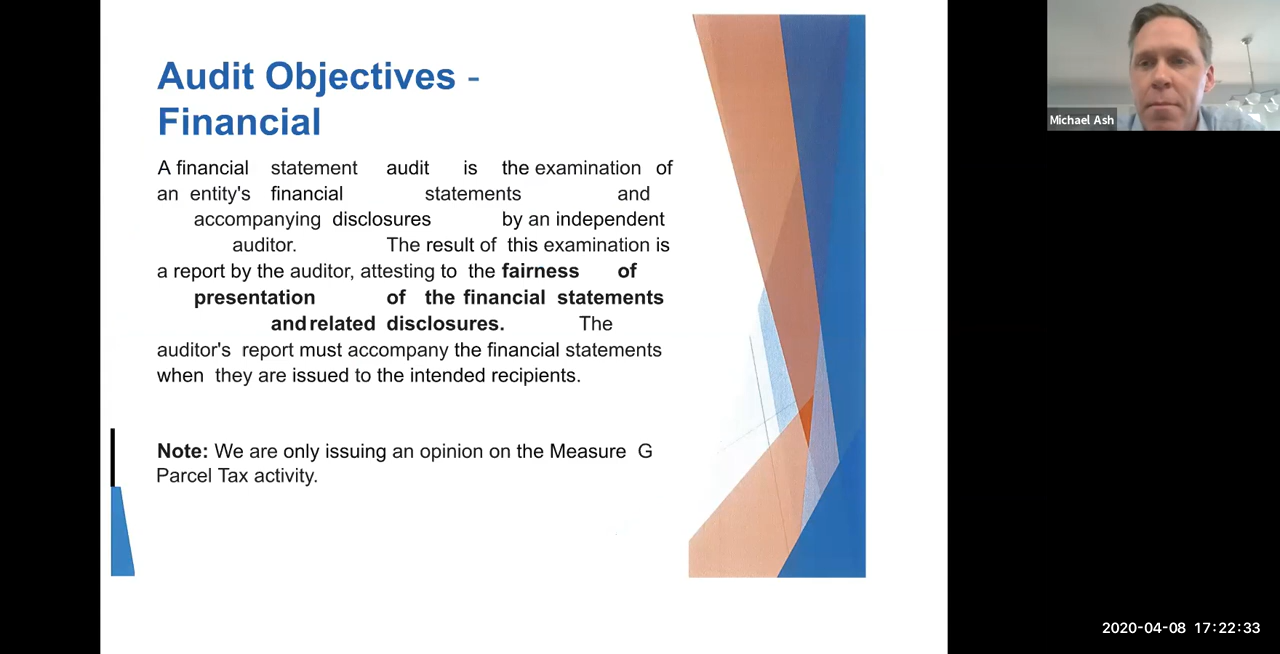 Audit Objectives -
Financial
A financial statement audit is the examination of
an entity's financial statements and
accompanying disclosures by an independent
auditor. The result of this examination is
a report by the auditor, attesting to the fairness of
presentation of the financial statements
and related disclosures. The
auditor's report must accompany the financial statements
when they are issued to the intended recipients.
Note: We are only issuing an opinion on the Measure G
Parcel Tax activity.
Michael Ash
2020-04-08 17:22:33